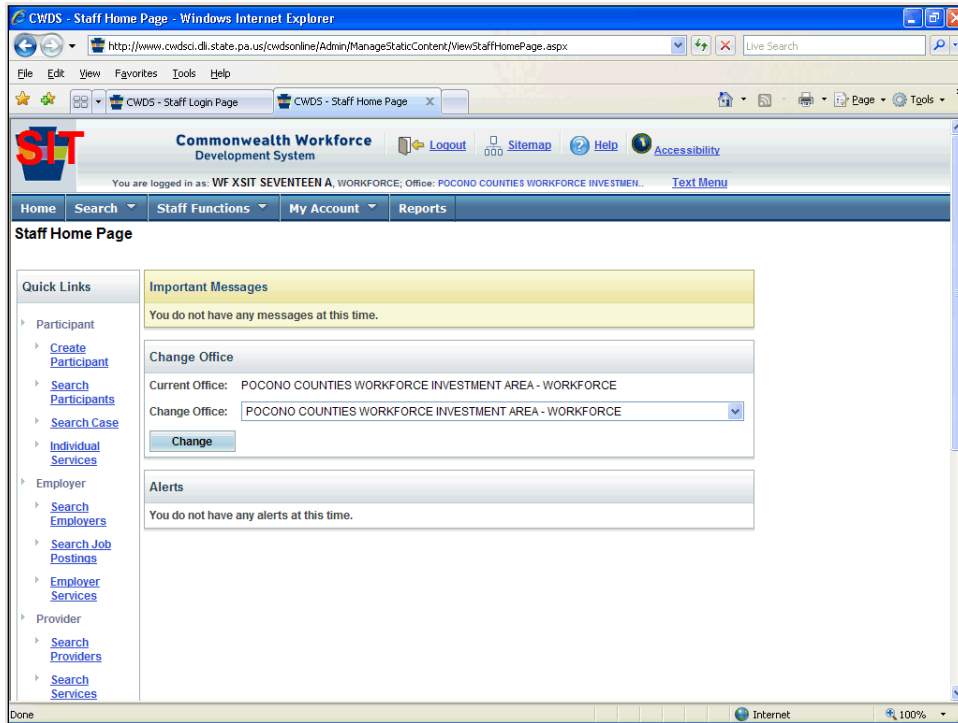 CWDS - Staff Home Page - Windows Internet Explorer
http://www.cwdsci.dli.state.pa.us/cwdsonline/Admin/ManageStaticContent/ViewStaffHomePage.aspx
Live Search
File Edit View Favorites Tools Help
CWDS - Staff Login Page CWDS - Staff Home Page X Page Tools
SIT
Commonwealth Workforce
Development System
Logout Sitemap Help Accessibility
You are logged in as: WF XSIT SEVENTEEN A, WORKFORCE; Office: POCONO COUNTIES WORKFORCE INVESTMEN.. Text Menu
Home Search Staff Functions My Account Reports
Staff Home Page
Quick Links
Participant
Create
Participant
Search
Participants
Search Case
Individual
Services
Employer
Search
Employers
Search Job
Postings
Employer
Services
Provider
Search
Providers
Search
Services
Important Messages
You do not have any messages at this time.
Change Office
Current Office: POCONO COUNTIES WORKFORCE INVESTMENT AREA - WORKFORCE
Change Office: POCONO COUNTIES WORKFORCE INVESTMENT AREA - WORKFORCE
Change
Alerts
You do not have any alerts at this time.
Done Internet 100%